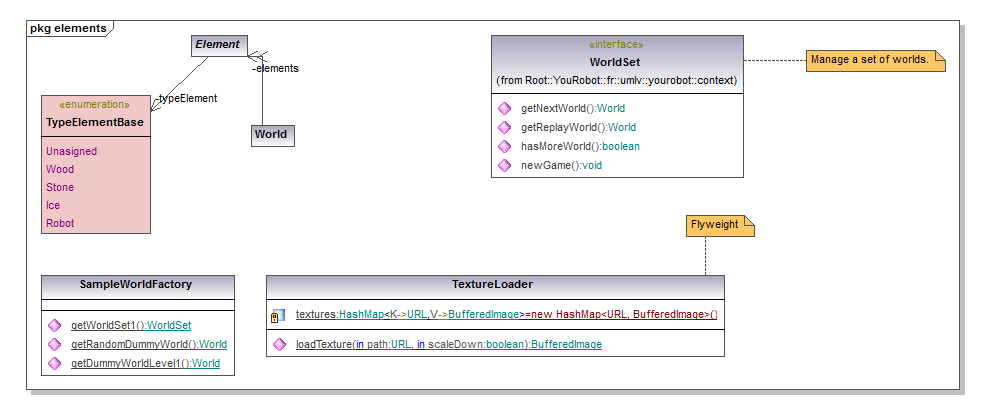 pkg elements
Element
-elements
-typeElement
World
«enumeration»
TypeElementBase
Unasigned
Wood
Stone
Ice
Robot
«interface»
WorldSet
(from Root::YouRobot::fr::umlv::yourobot::context)
getNextWorld():World
getReplayWorld():World
hasMoreWorld():boolean
newGame():void
Manage a set of worlds.
Flyweight
SampleWorldFactory
getWorldSet1():WorldSet
getRandomDummyWorld():World
getDummyWorldLevel1():World
TextureLoader
textures:HashMap<K->URL,V->BufferedImage>=new HashMap<URL, BufferedImage>()
loadTexture(in path:URL, in scaleDown:boolean):BufferedImage